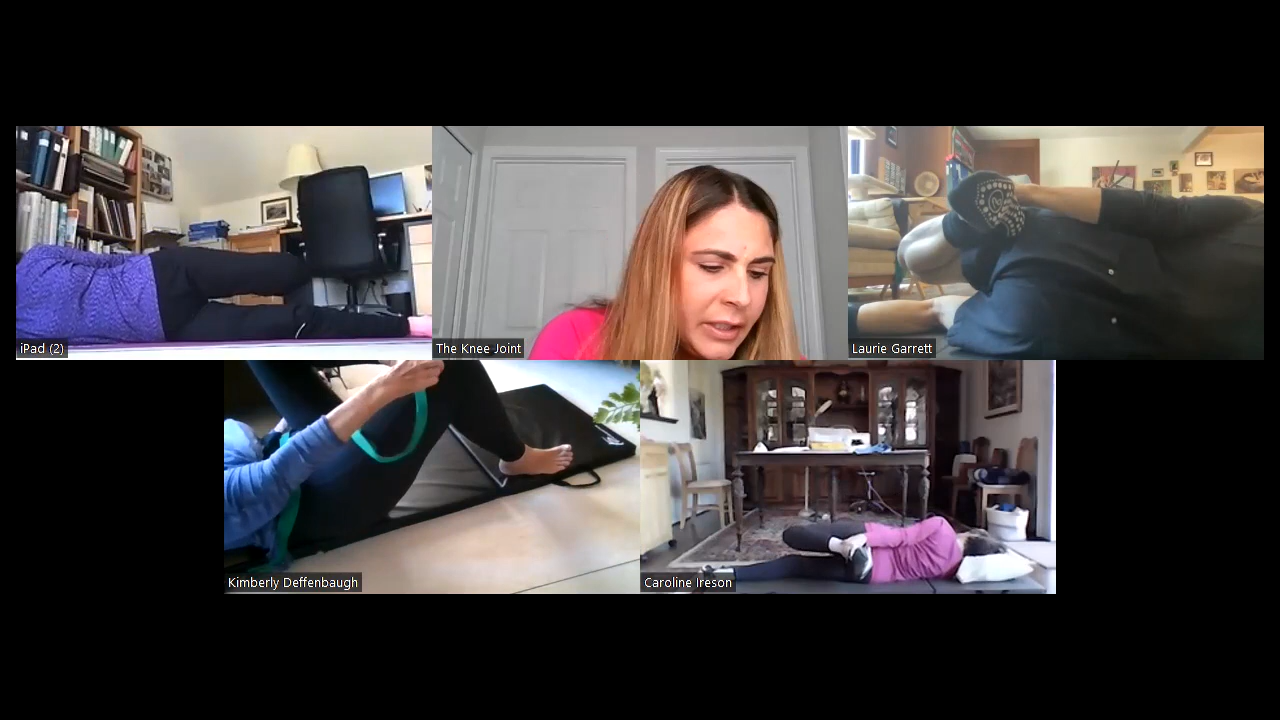 iPad (2)
The Knee Joint
Laurie Garrett
Kimberly Deffenbaugh
Caroline Ireson